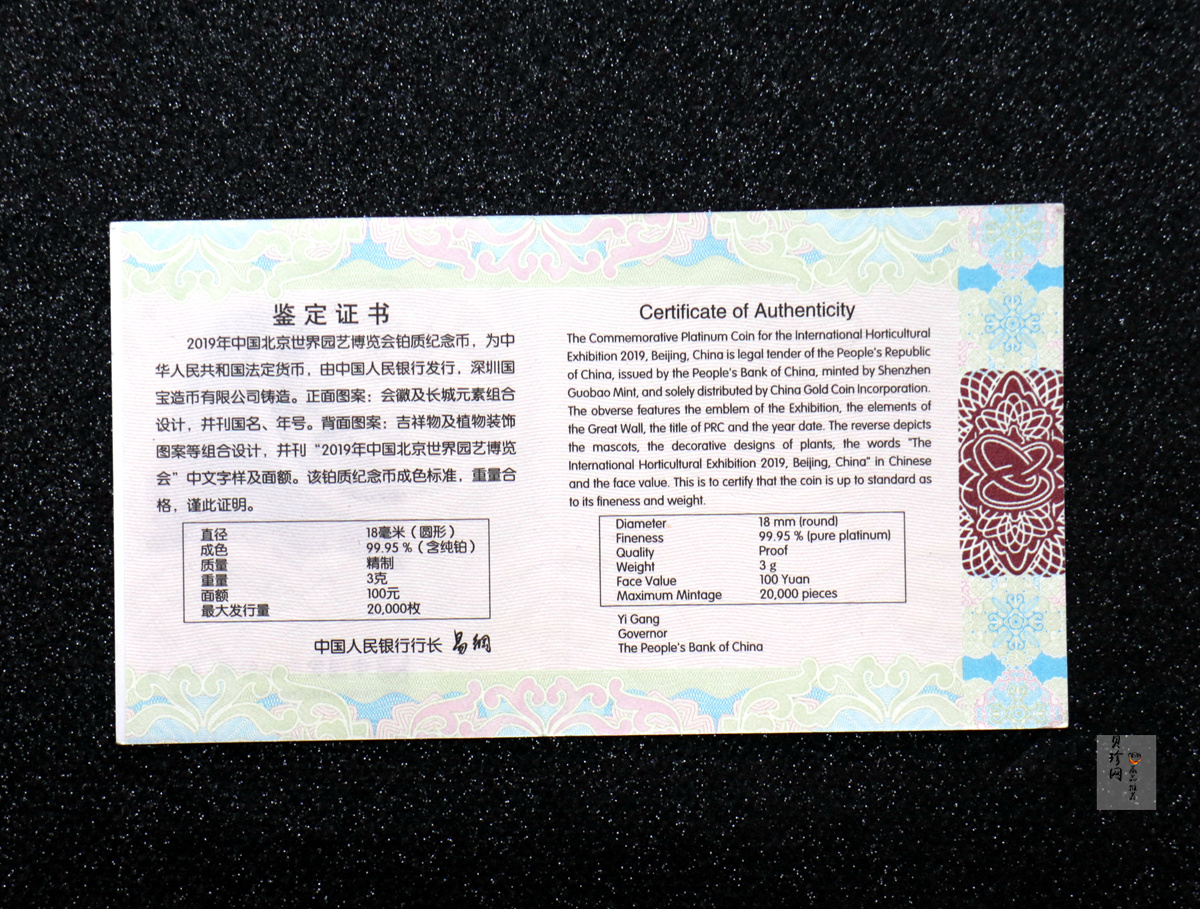 鉴定证书
2019年中国北京世界园艺博览会铂质纪念币，为中
华人民共和国法定货币，由中国人民银行发行，深圳国
宝造币有限公司铸造。正面图案：会徽及长城元素组合
设计，并刊国名、年号。背面图案：吉祥物及植物装饰
图案等组合设计，并刊“2019年中国北京世界园艺博览
会”中文字样及面额。该铂质纪念币成色标准，重量合
格，谨此证明。
直径 18毫米（圆形）
成色 99.95 %（含纯铂）
质量 精制
重量 3克
面额 100元
最大发行量 20,000枚
中国人民银行行长 易纲
Certificate of Authenticity
The Commemorative Platinum Coin for the International Horticultural
Exhibition 2019, Beijing, China is legal tender of the People's Republic
of China, issued by the People's Bank of China, minted by Shenzhen
Guobao Mint, and solely distributed by China Gold Coin Incorporation.
The obverse features the emblem of the Exhibition, the elements of
the Great Wall, the title of PRC and the year date. The reverse depicts
the mascots, the decorative designs of plants, the words "The
International Horticultural Exhibition 2019, Beijing, China" in Chinese
and the face value. This is to certify that the coin is up to standard as
to its fineness and weight.
Diameter 18 mm (round)
Fineness 99.95 % (pure platinum)
Quality Proof
Weight 3 g
Face Value 100 Yuan
Maximum Mintage 20,000 pieces
Yi Gang
Governor
The People's Bank of China
贝珍网